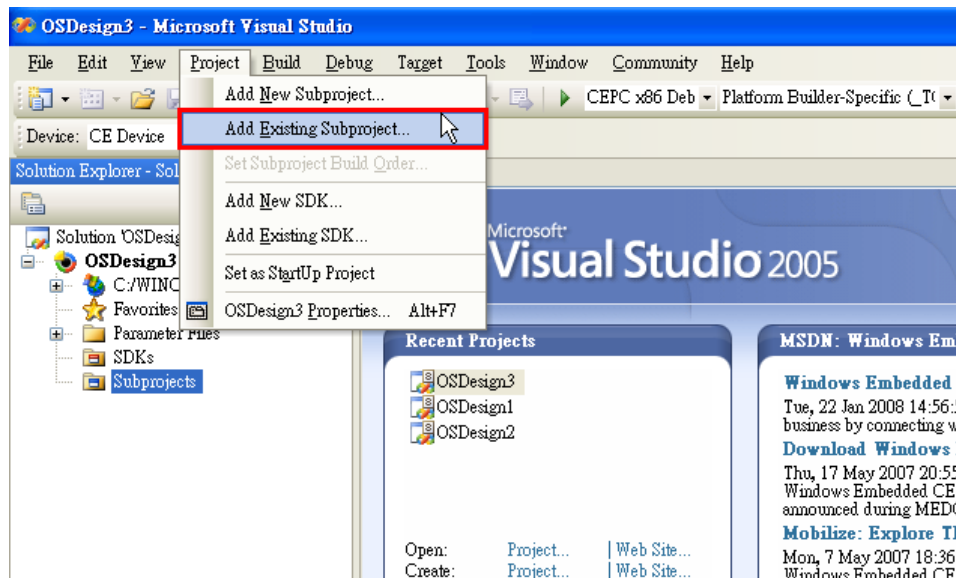 OSDesign3 - Microsoft Visual Studio
File Edit View Project Build Debug Target Tools Window Community Help
CEPC x86 Deb Platform Builder-Specific (_T
Device: CE Device
Add New Subproject...
Add Existing Subproject...
Set Subproject Build Order...
Add New SDK...
Add Existing SDK...
Set as StartUp Project
OSDesign3 Properties... Alt+F7
Solution Explorer - Sol
Solution 'OSDesig
OSDesign3
C:/WINC
Favorites
Parameter Files
SDKs
Subprojects
Microsoft
Visual Studio 2005
Recent Projects
OSDesign3
OSDesign1
OSDesign2
Open: Project... | Web Site...
Create: Project... | Web Site...
MSDN: Windows Em
Windows Embedded
Tue, 22 Jan 2008 14:56:
business by connecting w
Download Windows
Thu, 17 May 2007 20:55
Windows Embedded CE
announced during MED
Mobilize: Explore T
Mon, 7 May 2007 18:36
Windows Embedded CE